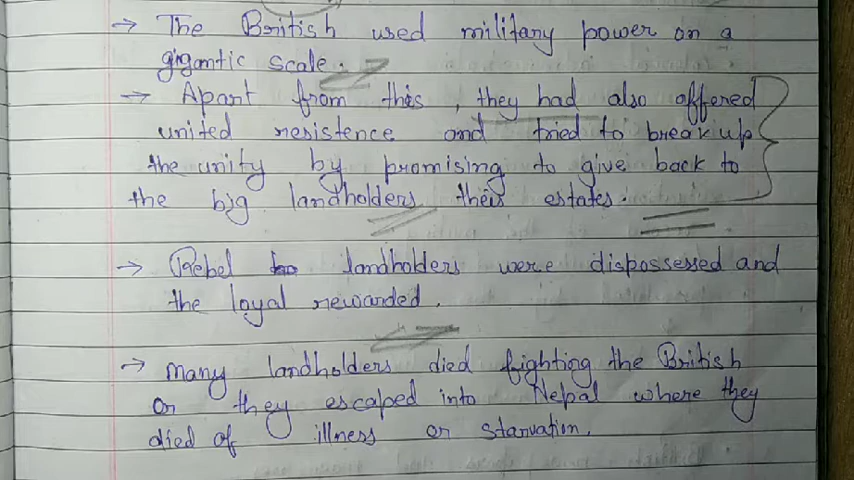 → The British used military power on a
gigantic scale.
→ Apart from this, they had also offered
united resistence and tried to break up
the unity by promising to give back to
the big landholders their estates.
→ Rebel landholders were dispossessed and
the loyal rewarded.
→ Many landholders died fighting the British
or they escaped into Nepal where they
died of illness or starvation.